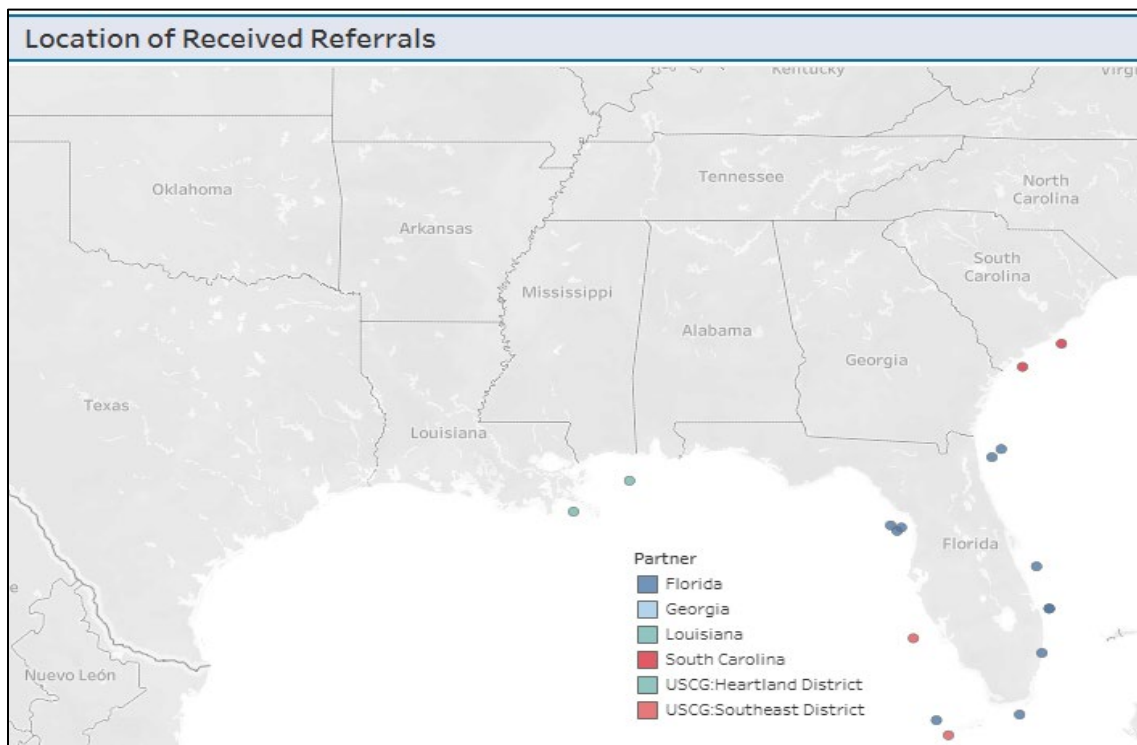 Location of Received Referrals
Kentucky
Virgi
Oklahoma
Tennessee
North
Carolina
Arkansas
South
Carolina
Mississippi
Alabama
Georgia
Texas
Louisiana
Florida
Partner
Florida
Georgia
Louisiana
South Carolina
USCG:Heartland District
USCG:Southeast District
e
Nuevo León